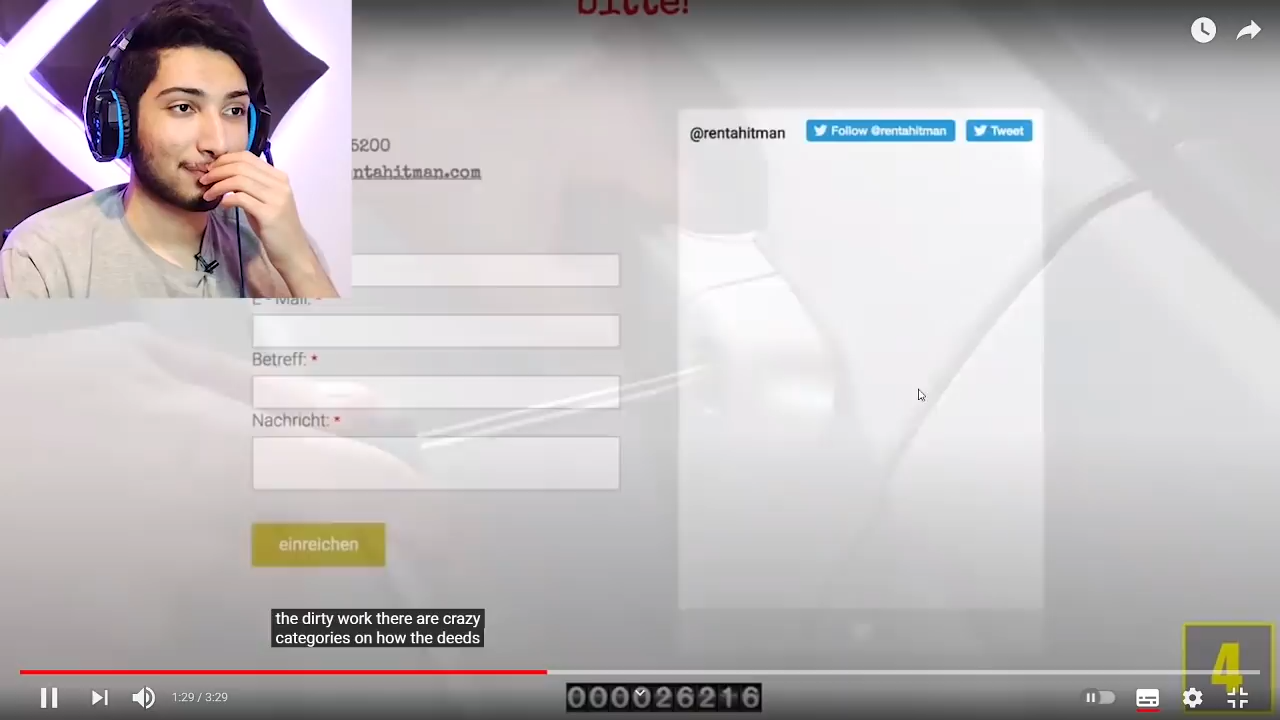 bitte!
5200
ntahitman.com
@rentahitman
Follow @rentahitman
Tweet
E-Mail: *
Betreff: *
Nachricht: *
einreichen
the dirty work there are crazy
categories on how the deeds
4
1:29 / 3:29
000026216